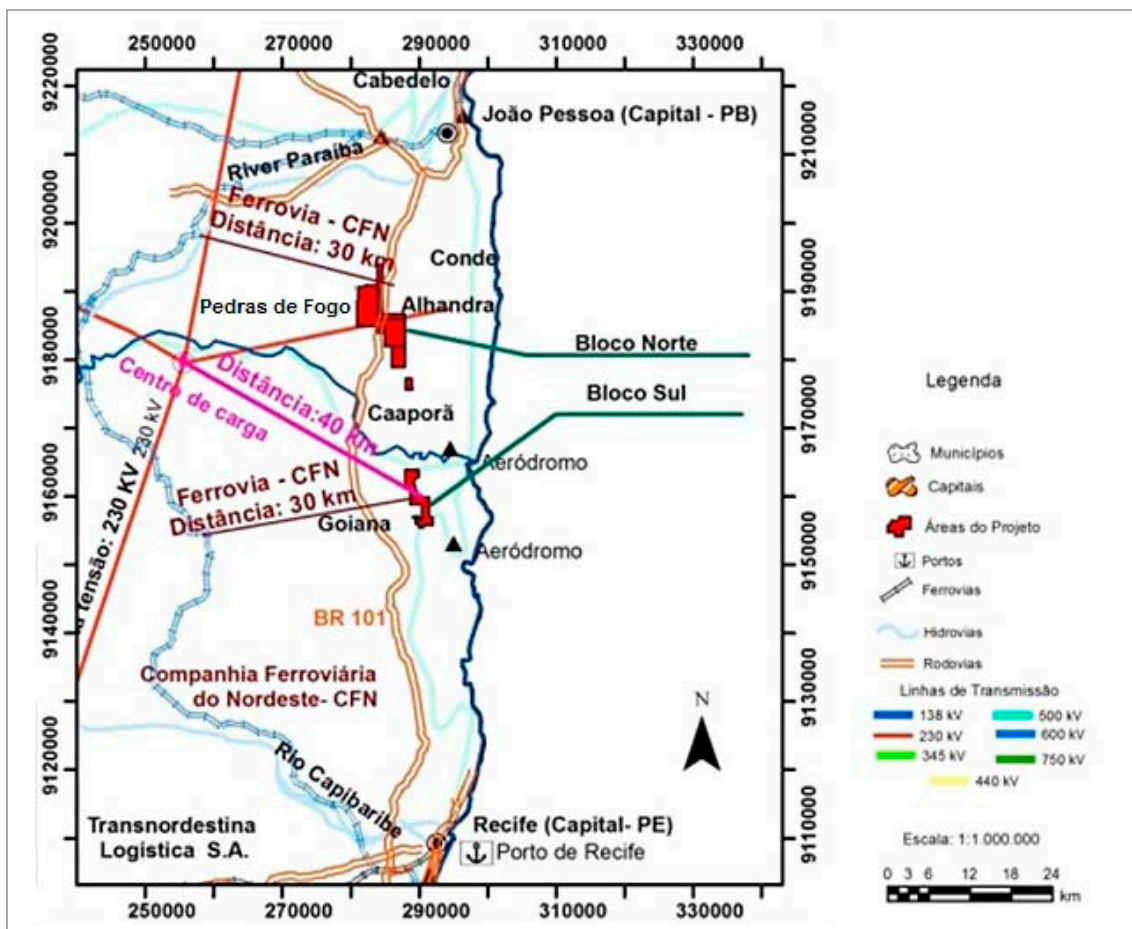 250000 270000 290000 310000 330000
9220000
9200000
9190000
9180000
9160000
9140000
9120000
9210000
9190000
9170000
9150000
9130000
9110000
Cabedelo
João Pessoa (Capital - PB)
River Paraíba
Ferrovia - CFN
Distância: 30 km
Conde
Pedras de Fogo
Alhandra
Bloco Norte
Distância:40 km
Centro de carga
Bloco Sul
Caaporã
Aeródromo
230 kV
tensão: 230 KV
Ferrovia - CFN
Distância: 30 km
Goiana
Aeródromo
BR 101
Companhia Ferroviária
do Nordeste- CFN
Rio Capibaribe
Transnordestina
Logística S.A.
Recife (Capital- PE)
Porto de Recife
N
250000 270000 290000 310000 330000
Legenda
Municípios
Capitais
Áreas do Projeto
Portos
Ferrovias
Hidrovias
Rodovias
Linhas de Transmissão
138 kV 500 kV
230 kV 600 kV
345 kV 750 kV
440 kV
Escala: 1:1.000.000
0 3 6 12 18 24
km